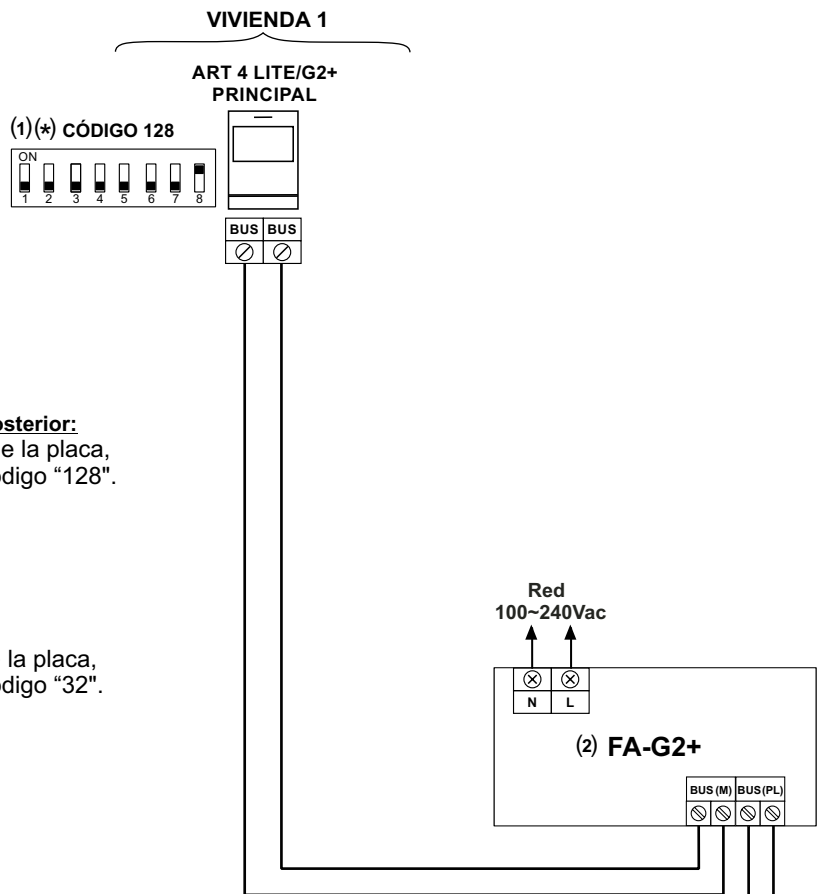 VIVIENDA 1
ART 4 LITE/G2+
PRINCIPAL
(1)(*) CÓDIGO 128
ON
1 2 3 4 5 6 7 8
BUS BUS
osterior:
e la placa,
ódigo “128".
la placa,
ódigo “32".
Red
100~240Vac
N L
(2) FA-G2+
BUS (M) BUS (PL)